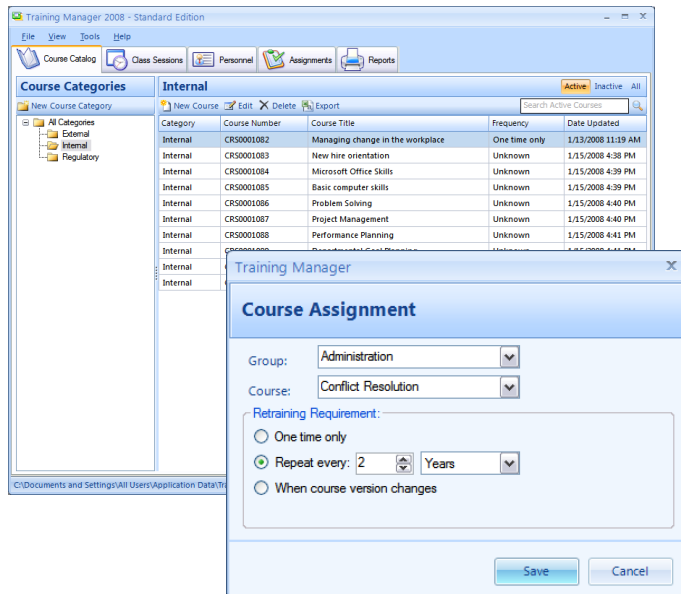 Training Manager 2008 - Standard Edition
File View Tools Help
Course Catalog Class Sessions Personnel Assignments Reports
Course Categories Internal Active Inactive All
New Course Category New Course Edit Delete Export Search Active Courses
All Categories
External
Internal
Regulatory
Category Course Number Course Title Frequency Date Updated
Internal CRS0001082 Managing change in the workplace One time only 1/13/2008 11:19 AM
Internal CRS0001083 New hire orientation Unknown 1/15/2008 4:38 PM
Internal CRS0001084 Microsoft Office Skills Unknown 1/15/2008 4:39 PM
Internal CRS0001085 Basic computer skills Unknown 1/15/2008 4:39 PM
Internal CRS0001086 Problem Solving Unknown 1/15/2008 4:40 PM
Internal CRS0001087 Project Management Unknown 1/15/2008 4:40 PM
Internal CRS0001088 Performance Planning Unknown 1/15/2008 4:41 PM
Internal
Internal
Internal
C:\Documents and Settings\All Users\Application Data\Tr
Training Manager
Course Assignment
Group: Administration
Course: Conflict Resolution
Retraining Requirement:
One time only
Repeat every: 2 Years
When course version changes
Save Cancel